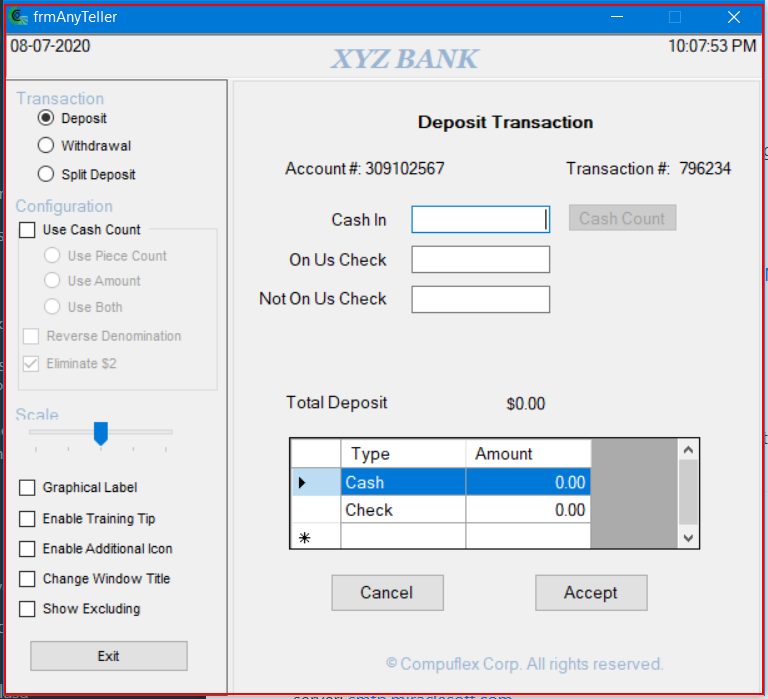 frmAnyTeller
08-07-2020
XYZ BANK
10:07:53 PM
Transaction
Deposit
Withdrawal
Split Deposit
Configuration
Use Cash Count
Use Piece Count
Use Amount
Use Both
Reverse Denomination
Eliminate $2
Scale
Graphical Label
Enable Training Tip
Enable Additional Icon
Change Window Title
Show Excluding
Exit
Deposit Transaction
Account #: 309102567
Transaction #: 796234
Cash In
Cash Count
On Us Check
Not On Us Check
Total Deposit
$0.00
Type Amount
Cash 0.00
Check 0.00
Cancel
Accept
© Compuflex Corp. All rights reserved.